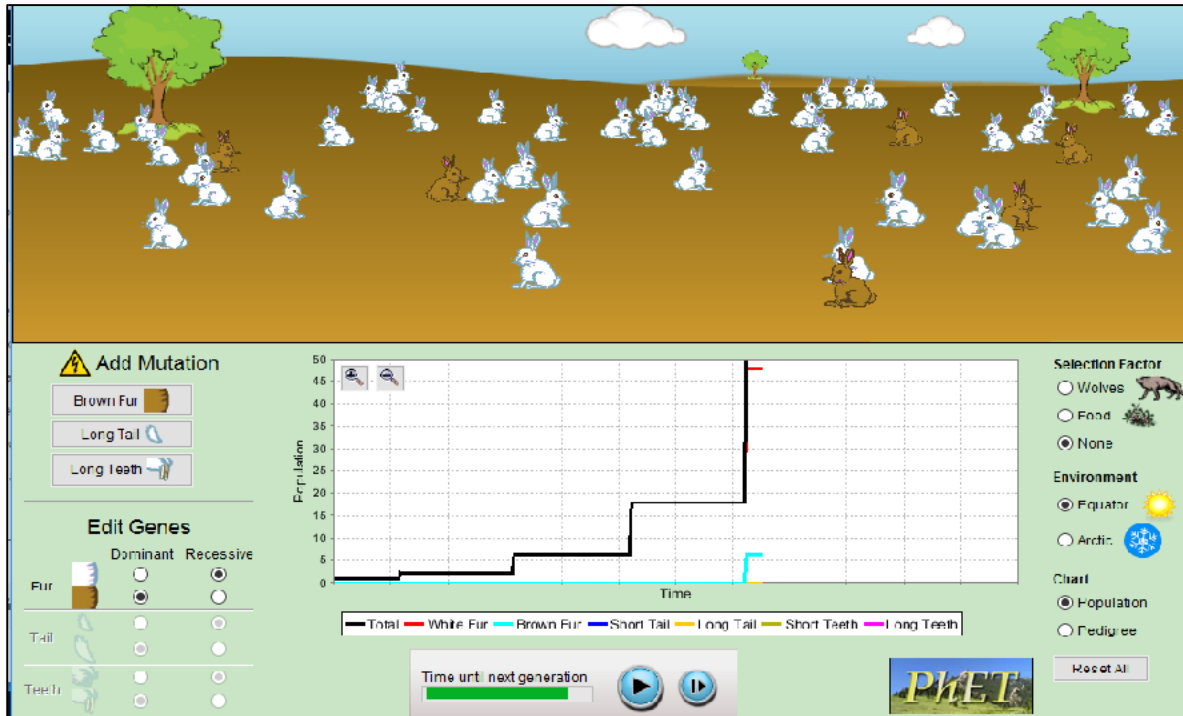 Add Mutation
Brown Fur
Long Tail
Long Teeth
Edit Genes
Dominant Recessive
Fur
Tail
Teeth
50
45
40
35
30
25
20
15
10
5
0
Population
Time
Total White Fur Brown Fur Short Tail Long Tail Short Teeth Long Teeth
Time until next generation
PhET
Selection Factor
Wolves
Food
None
Environment
Equator
Arctic
Chart
Population
Pedigree
Reset All